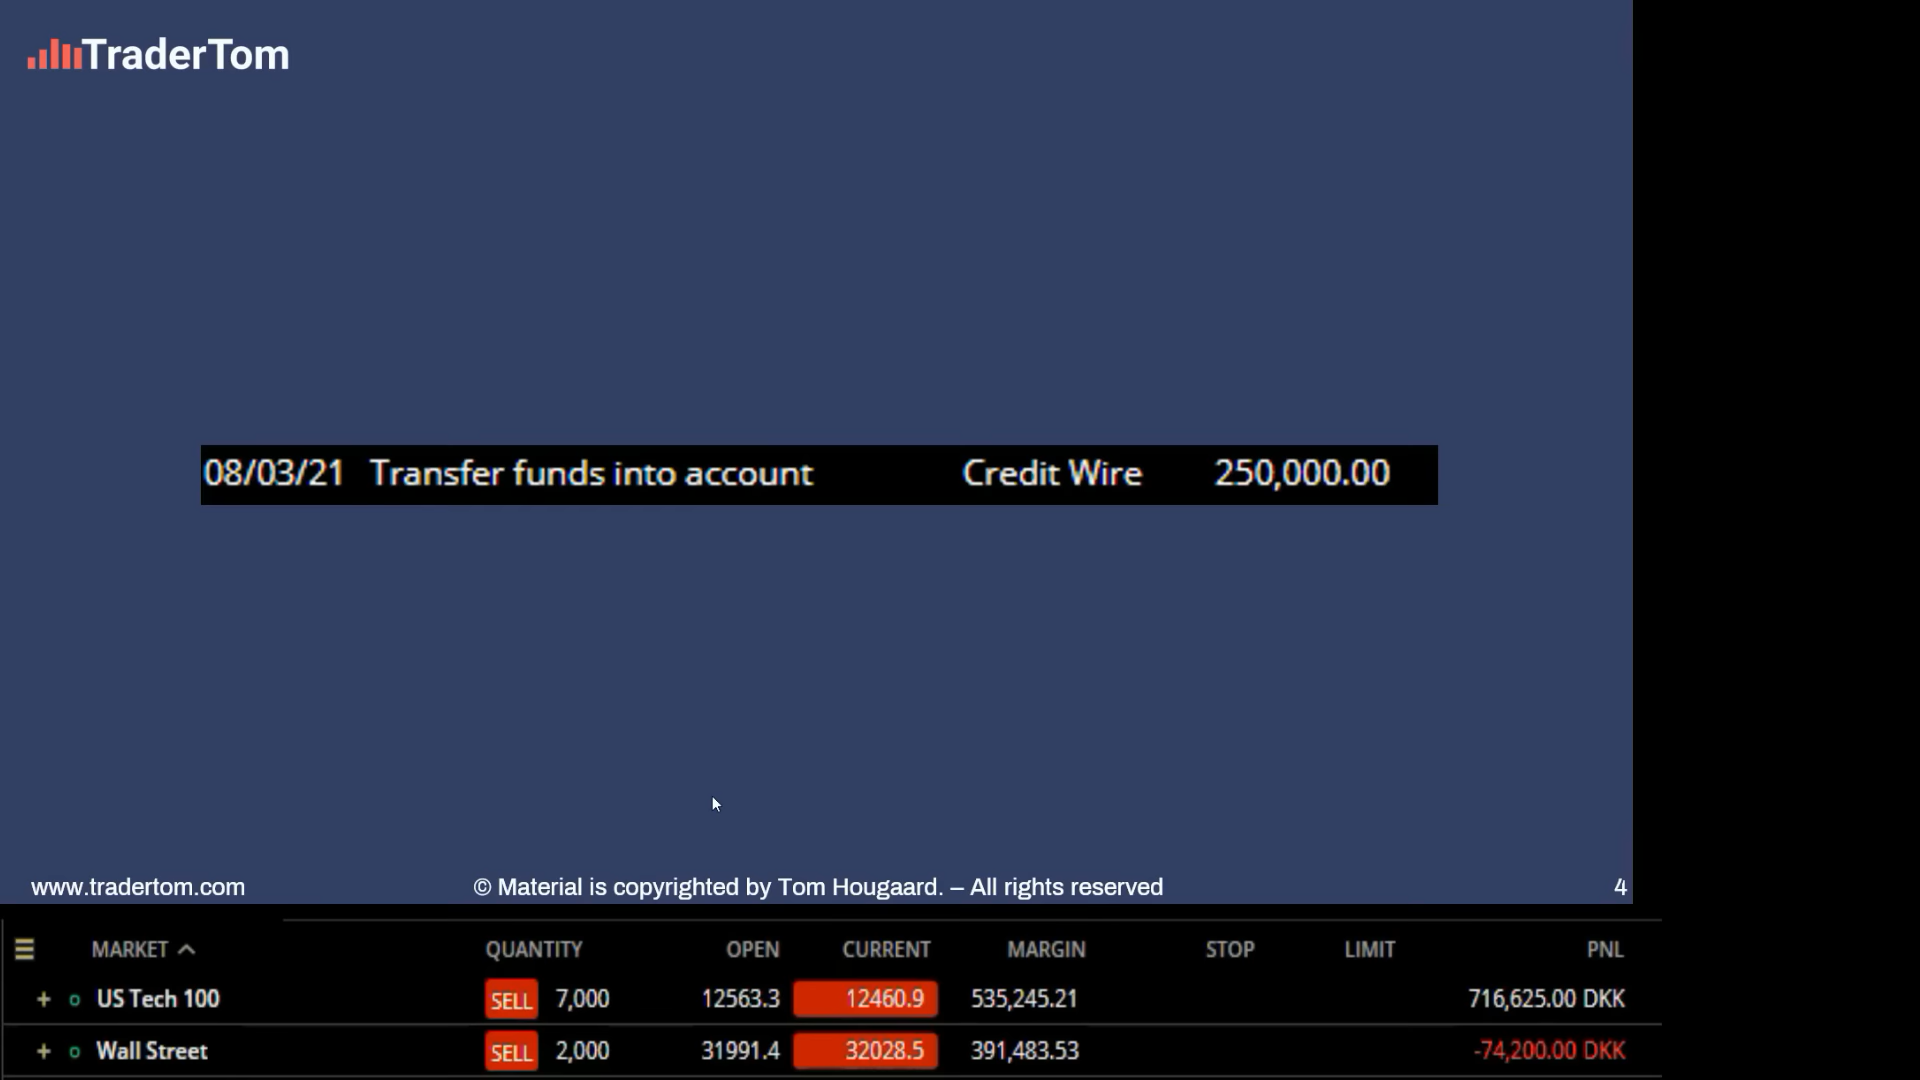 TraderTom
08/03/21 Transfer funds into account Credit Wire 250,000.00
www.tradertom.com © Material is copyrighted by Tom Hougaard. – All rights reserved 4
MARKET QUANTITY OPEN CURRENT MARGIN STOP LIMIT PNL
+ o US Tech 100 SELL 7,000 12563.3 12460.9 535,245.21 716,625.00 DKK
+ o Wall Street SELL 2,000 31991.4 32028.5 391,483.53 -74,200.00 DKK